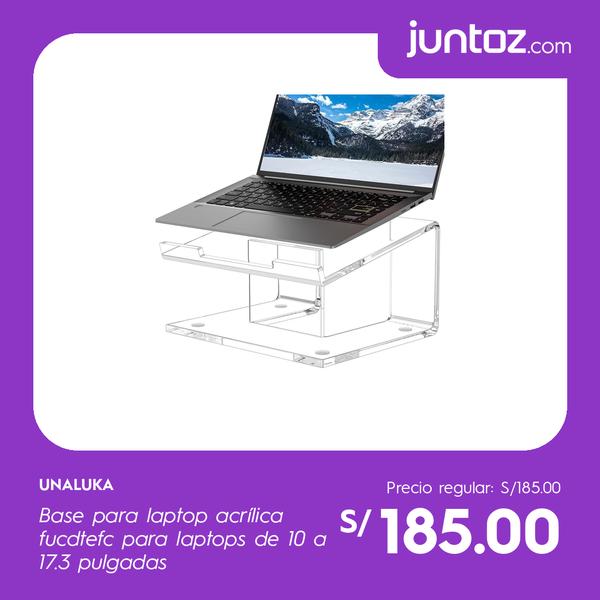 juntoz.com
UNALUKA
Base para laptop acrílica
fucdtefc para laptops de 10 a
17.3 pulgadas
Precio regular: S/185.00
S/ 185.00